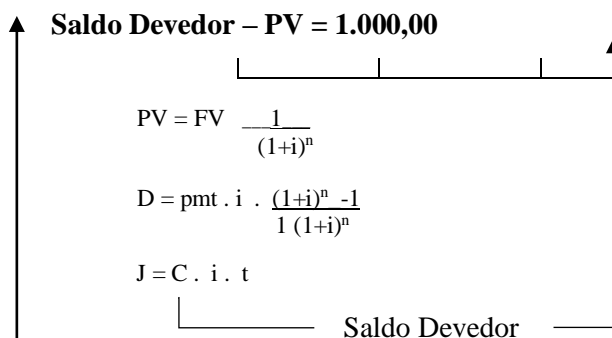 Saldo Devedor – PV = 1.000,00
PV = FV 1
(1+i)ⁿ
D = pmt . i . (1+i)ⁿ -1
1 (1+i)ⁿ
J = C . i . t
Saldo Devedor